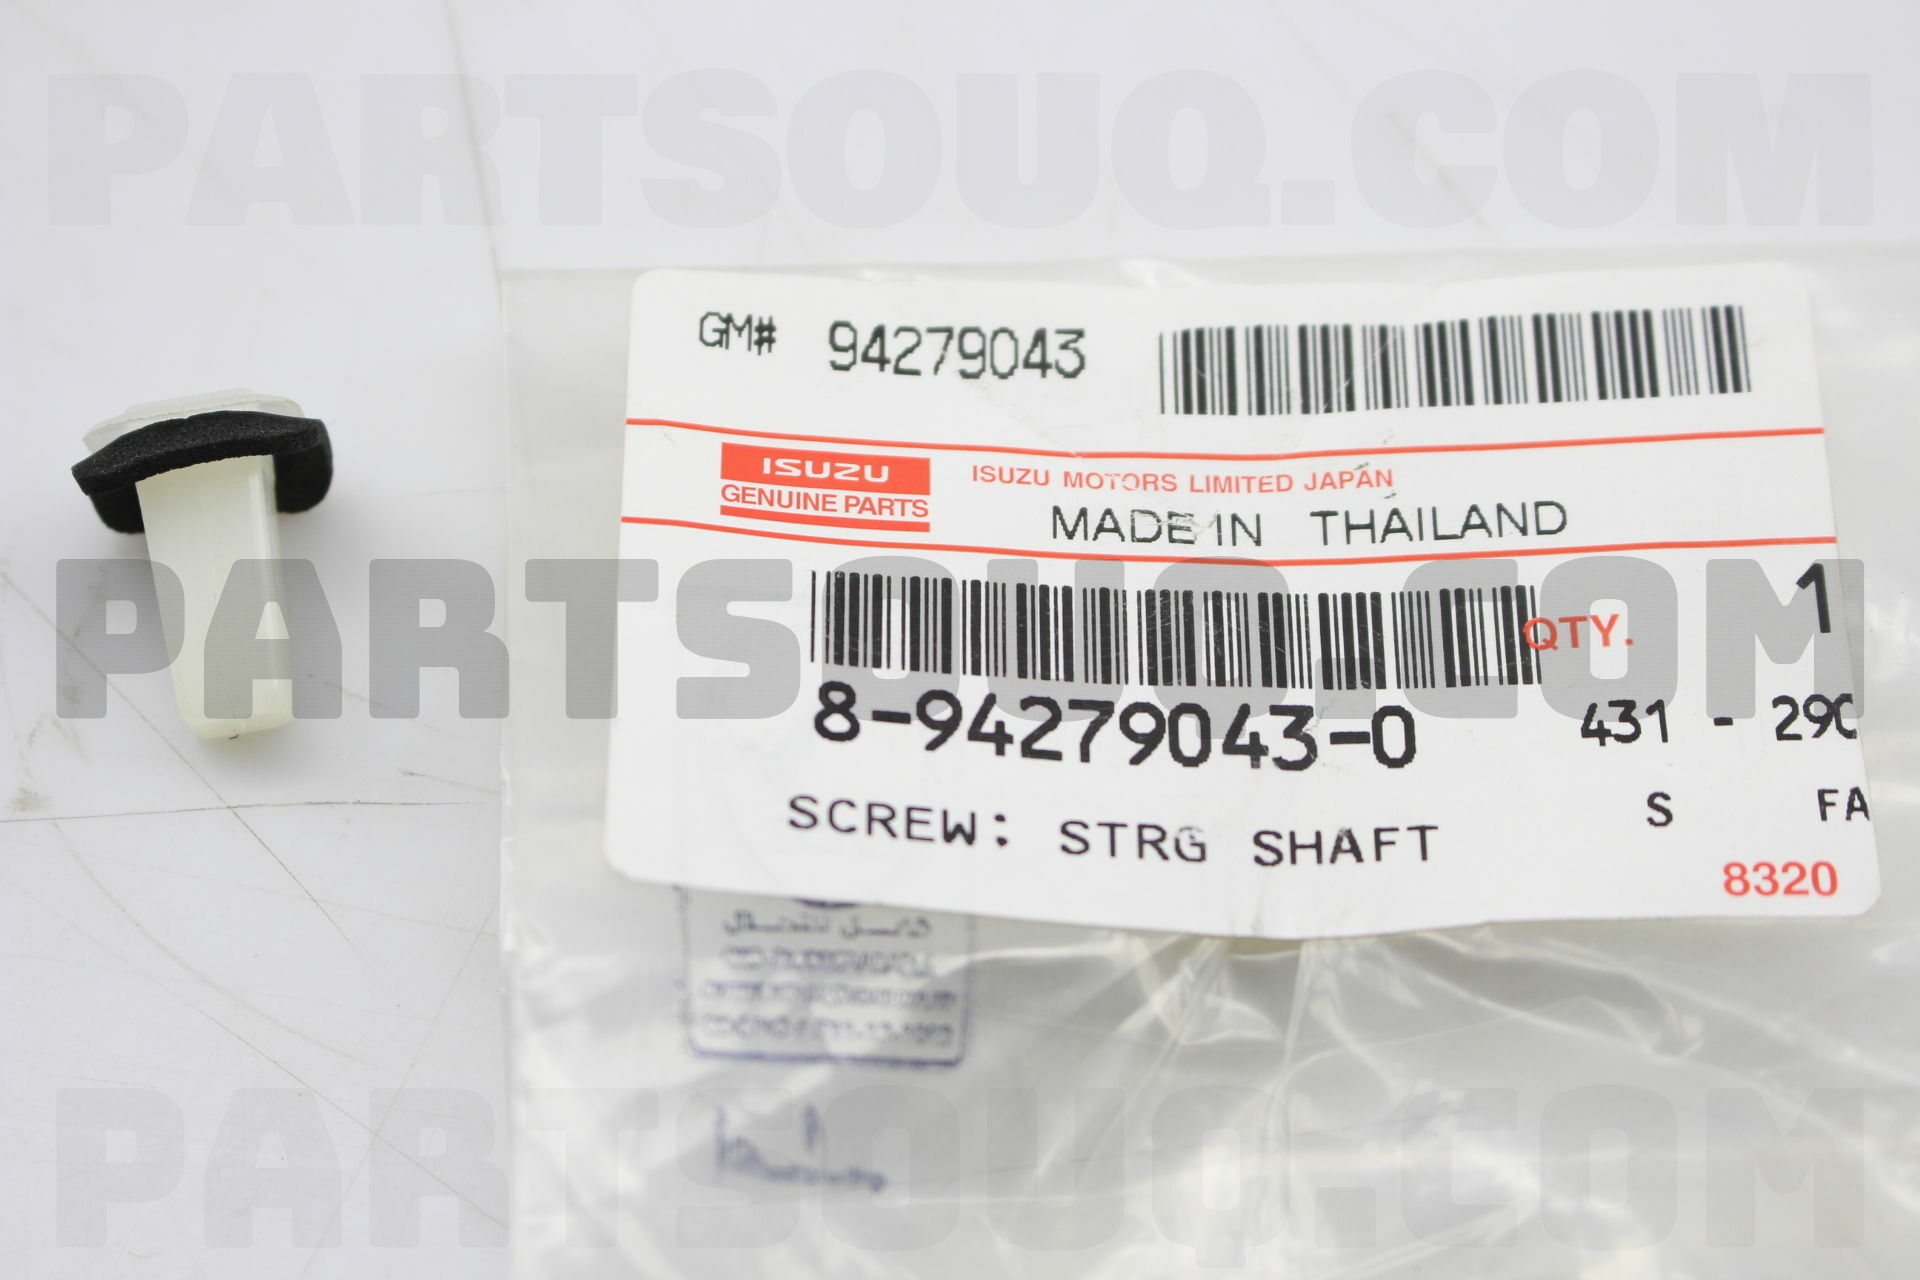 PARTSOUQ.COM
GM# 94279043
ISUZU
GENUINE PARTS
ISUZU MOTORS LIMITED JAPAN
MADE IN THAILAND
PARTSOUQ.COM
QTY. 1
8-94279043-0 431 - 290
SCREW: STRG SHAFT S FA
8320
PARTSOUQ.COM